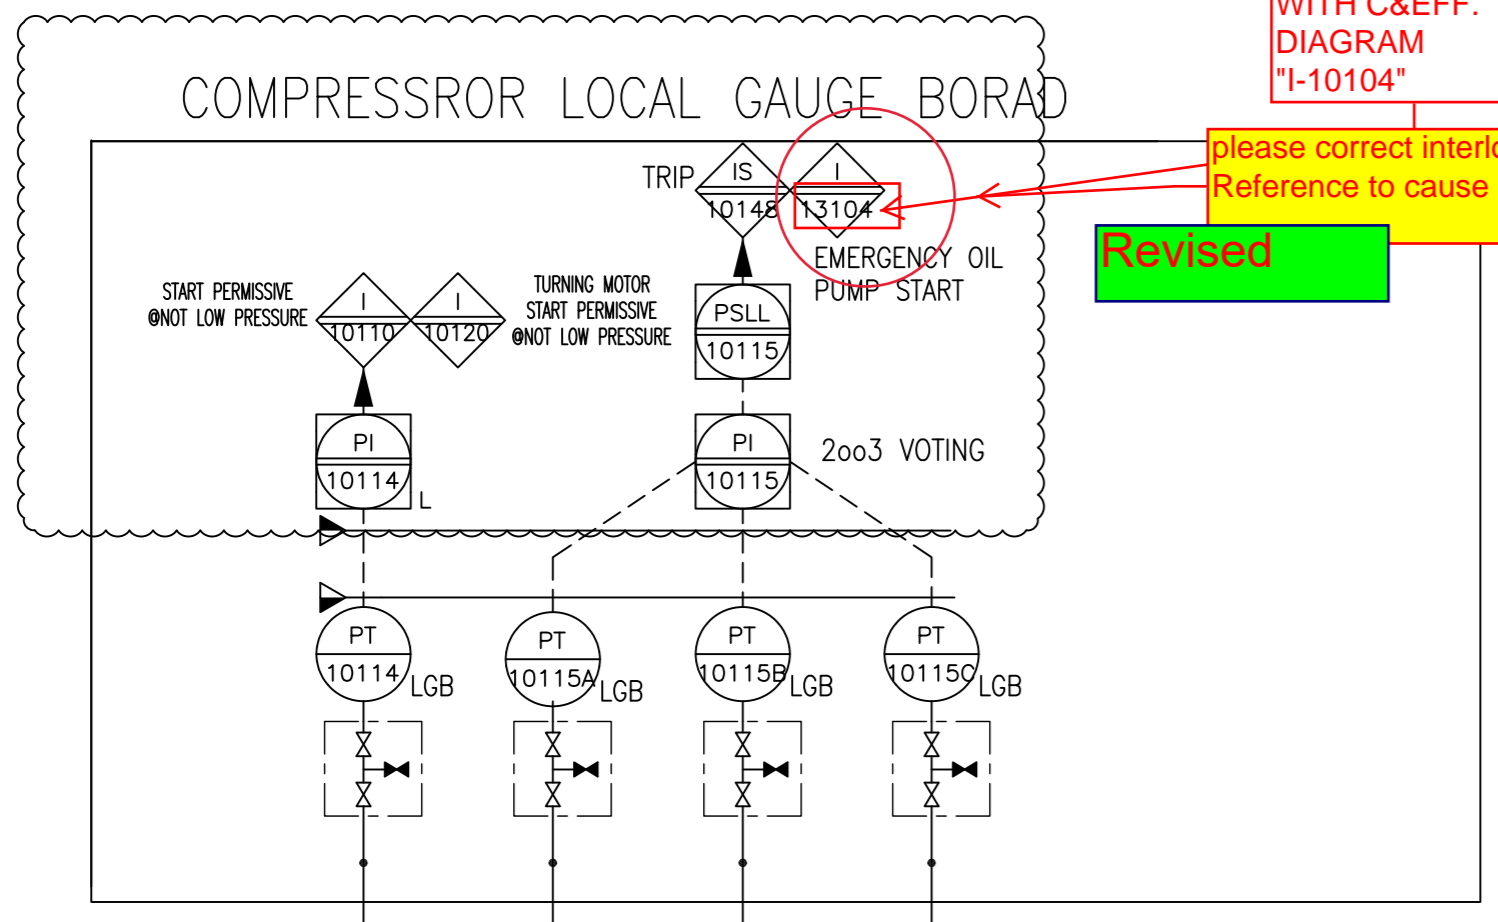 WITH C&EFF.
DIAGRAM
"I-10104"
COMPRESSROR LOCAL GAUGE BORAD
please correct interlo
Reference to cause
Revised
TRIP
IS
10148
I
13104
EMERGENCY OIL
PUMP START
START PERMISSIVE
@NOT LOW PRESSURE
I
10110
I
10120
TURNING MOTOR
START PERMISSIVE
@NOT LOW PRESSURE
PSLL
10115
PI
10114
L
PI
10115
2oo3 VOTING
PT
10114
LGB
PT
10115A
LGB
PT
10115B
LGB
PT
10115C
LGB